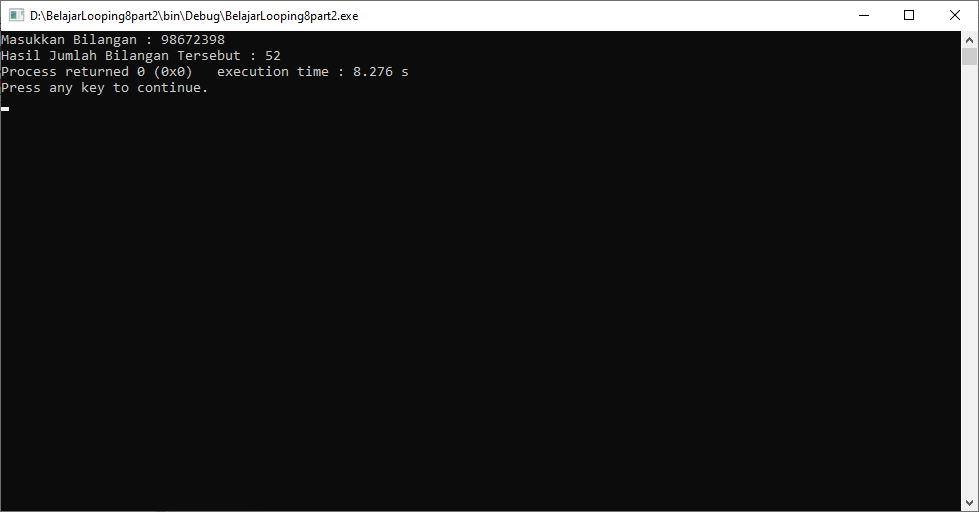 D:\BelajarLooping8part2\bin\Debug\BelajarLooping8part2.exe
Masukkan Bilangan : 98672398
Hasil Jumlah Bilangan Tersebut : 52
Process returned 0 (0x0)   execution time : 8.276 s
Press any key to continue.